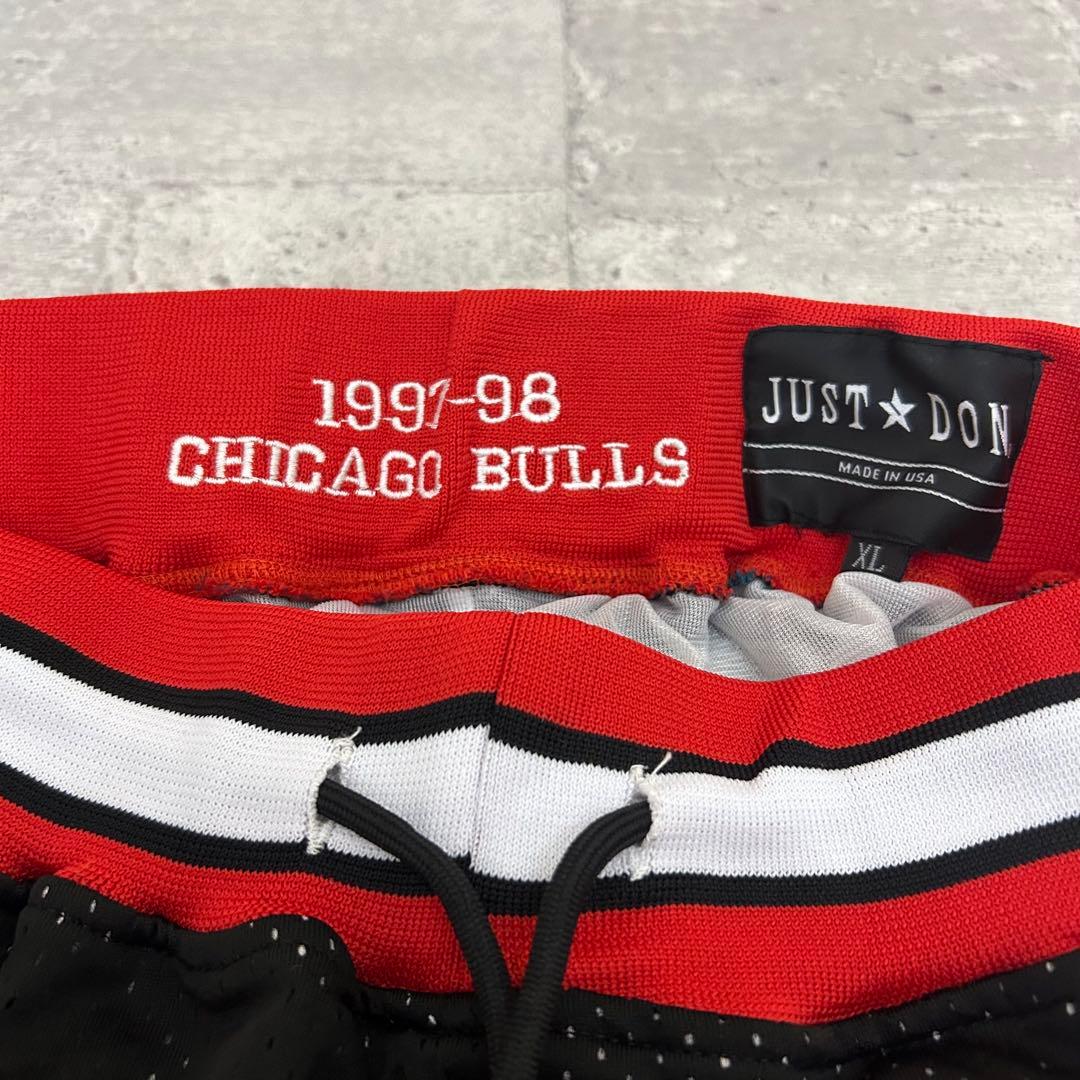 1997-98
CHICAGO BULLS
JUST★DON
MADE IN USA
XL